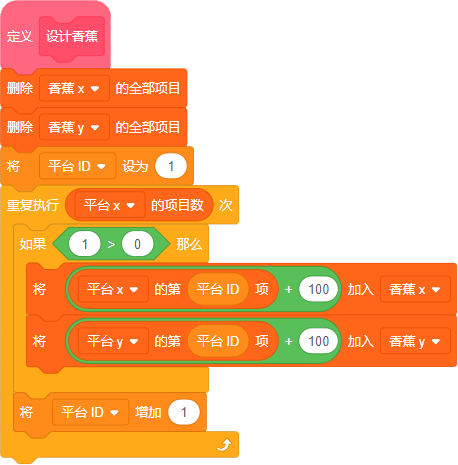 定义 设计香蕉
删除 香蕉 x 的全部项目
删除 香蕉 y 的全部项目
将 平台 ID 设为 1
重复执行 平台 x 的项目数 次
如果 1 > 0 那么
将 平台 x 的第 平台 ID 项 + 100 加入 香蕉 x
将 平台 y 的第 平台 ID 项 + 100 加入 香蕉 y
将 平台 ID 增加 1